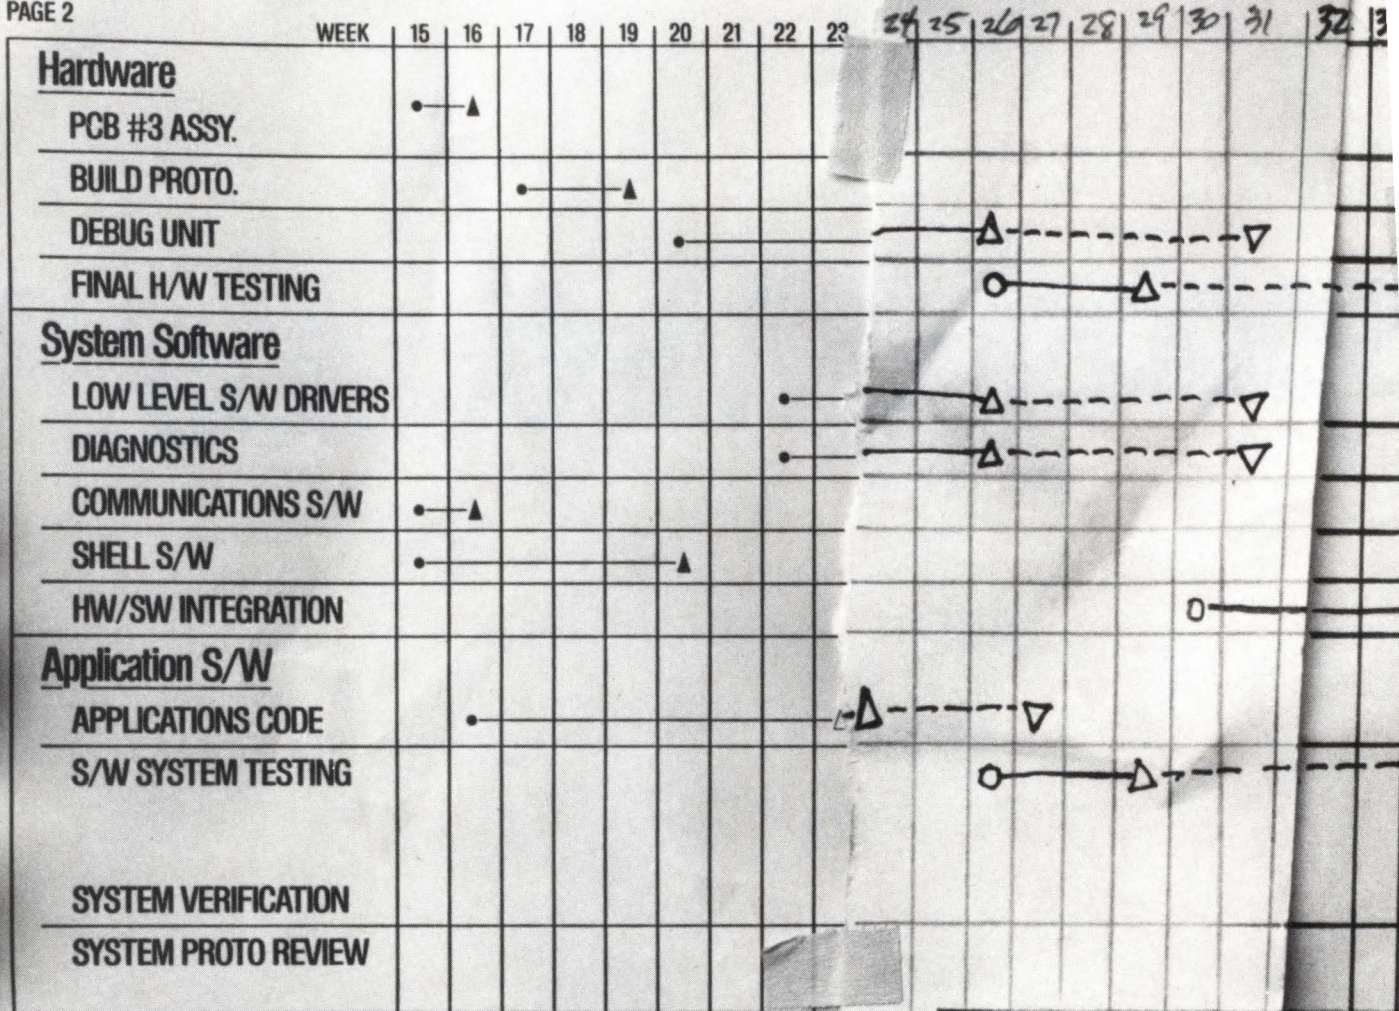 PAGE 2
WEEK 15 16 17 18 19 20 21 22 23 24 25 26 27 28 29 30 31 32
Hardware
PCB #3 ASSY.
BUILD PROTO.
DEBUG UNIT
FINAL H/W TESTING
System Software
LOW LEVEL S/W DRIVERS
DIAGNOSTICS
COMMUNICATIONS S/W
SHELL S/W
HW/SW INTEGRATION
Application S/W
APPLICATIONS CODE
S/W SYSTEM TESTING
SYSTEM VERIFICATION
SYSTEM PROTO REVIEW